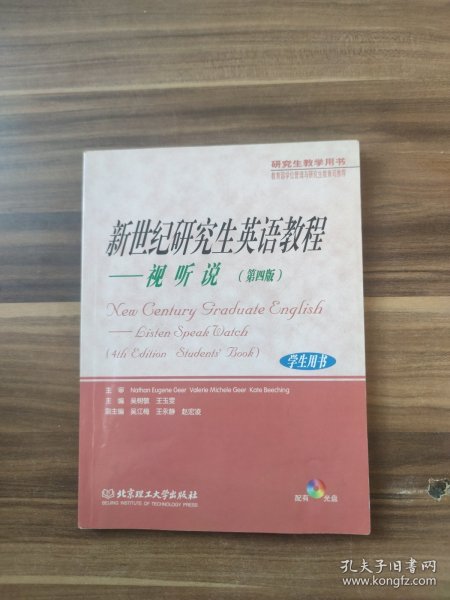 研究生教学用书
教育部学位管理与研究生教育司推荐
新世纪研究生英语教程
——视听说（第四版）
New Century Graduate English
——Listen Speak Watch
(4th Edition Students' Book)
学生用书
主 审 Nathan Eugene Geer Valerie Michele Geer Kate Beeching
主 编 吴树敬 王玉雯
副主编 吴江梅 王永静 赵宏凌
北京理工大学出版社
BEIJING INSTITUTE OF TECHNOLOGY PRESS
配有 光盘
孔夫子旧书网
www.kongfz.com